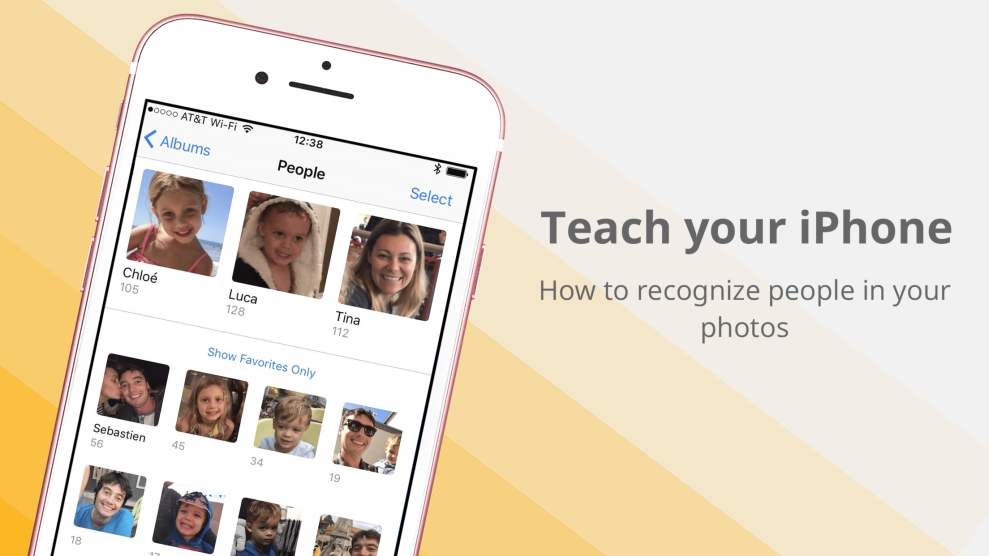 AT&T Wi-Fi
12:38
Albums
People
Select
Chloé
105
Luca
128
Tina
112
Show Favorites Only
Sebastien
56
45
34
19
18
Teach your iPhone
How to recognize people in your
photos